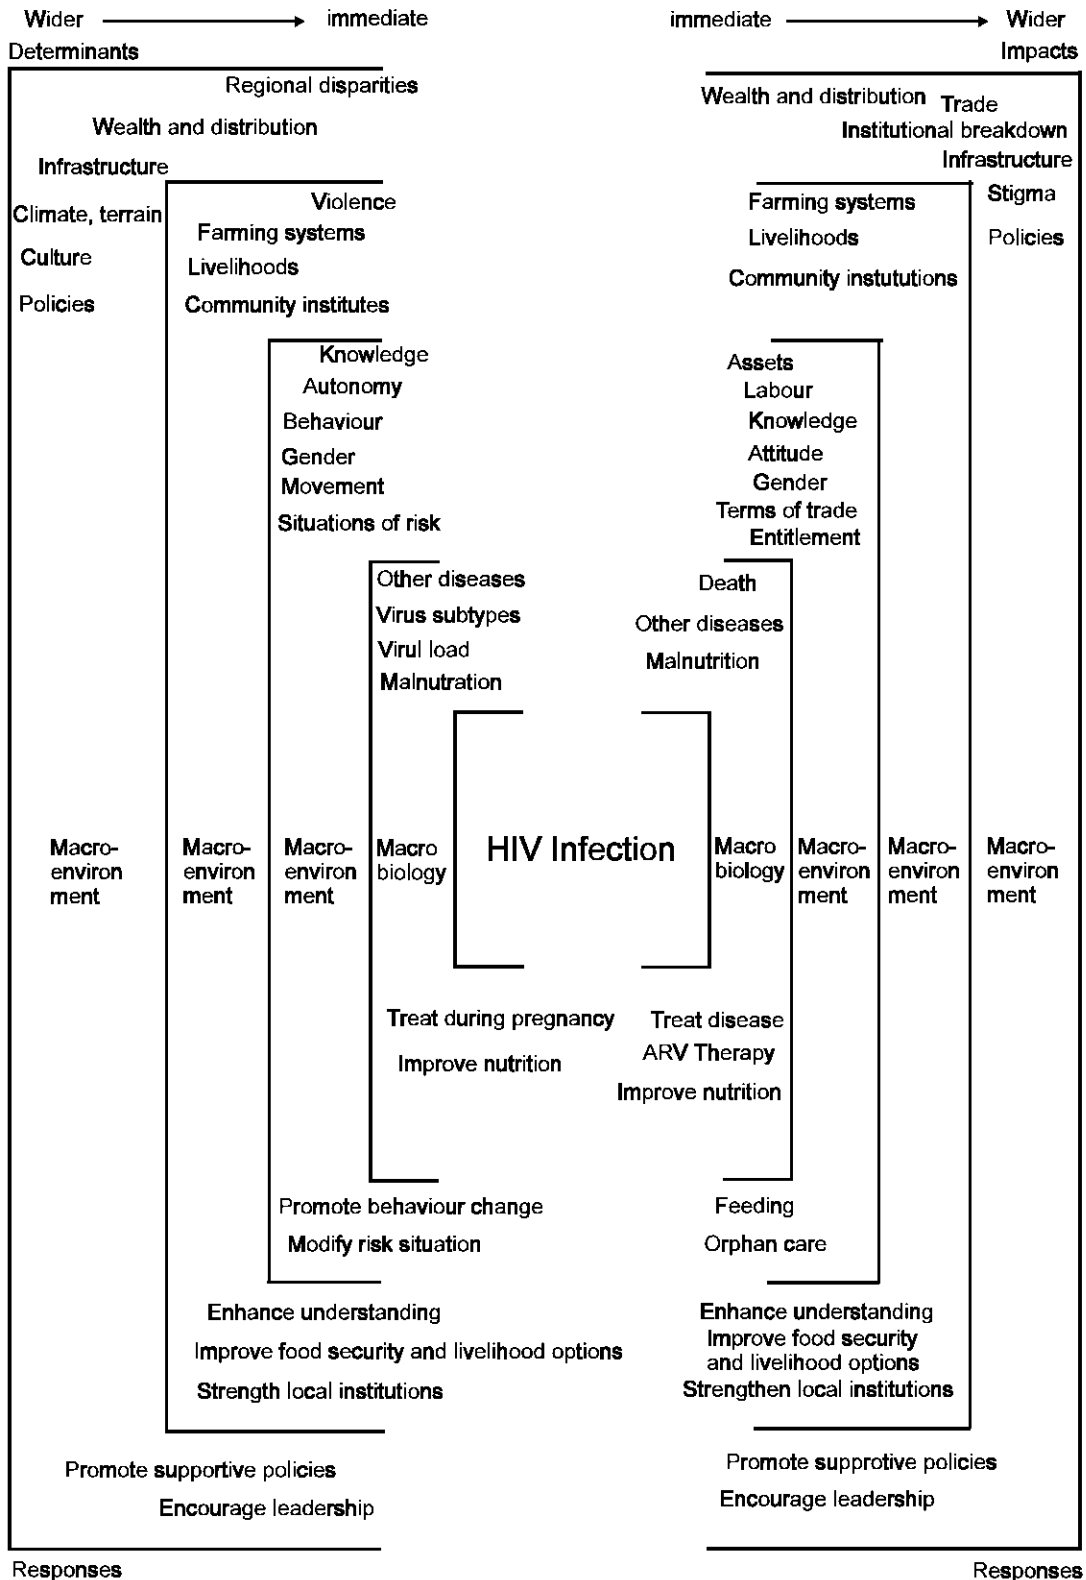 Wider immediate
Determinants
immediate Wider
Impacts
Regional disparities
Wealth and distribution
Infrastructure
Climate, terrain
Culture
Policies
Violence
Farming systems
Livelihoods
Community institutes
Knowledge
Autonomy
Behaviour
Gender
Movement
Situations of risk
Other diseases
Virus subtypes
Virul load
Malnutration
Wealth and distribution
Trade
Institutional breakdown
Infrastructure
Stigma
Policies
Farming systems
Livelihoods
Community instututions
Assets
Labour
Knowledge
Attitude
Gender
Terms of trade
Entitlement
Death
Other diseases
Malnutrition
Macro-
environ
ment
Macro-
environ
ment
Macro-
environ
ment
Macro
biology
HIV Infection
Macro
biology
Macro-
environ
ment
Macro-
environ
ment
Macro-
environ
ment
Treat during pregnancy
Improve nutrition
Treat disease
ARV Therapy
Improve nutrition
Promote behaviour change
Modify risk situation
Feeding
Orphan care
Enhance understanding
Improve food security and livelihood options
Strength local institutions
Enhance understanding
Improve food security
and livelihood options
Strengthen local institutions
Promote supportive policies
Encourage leadership
Promote supprotive policies
Encourage leadership
Responses
Responses